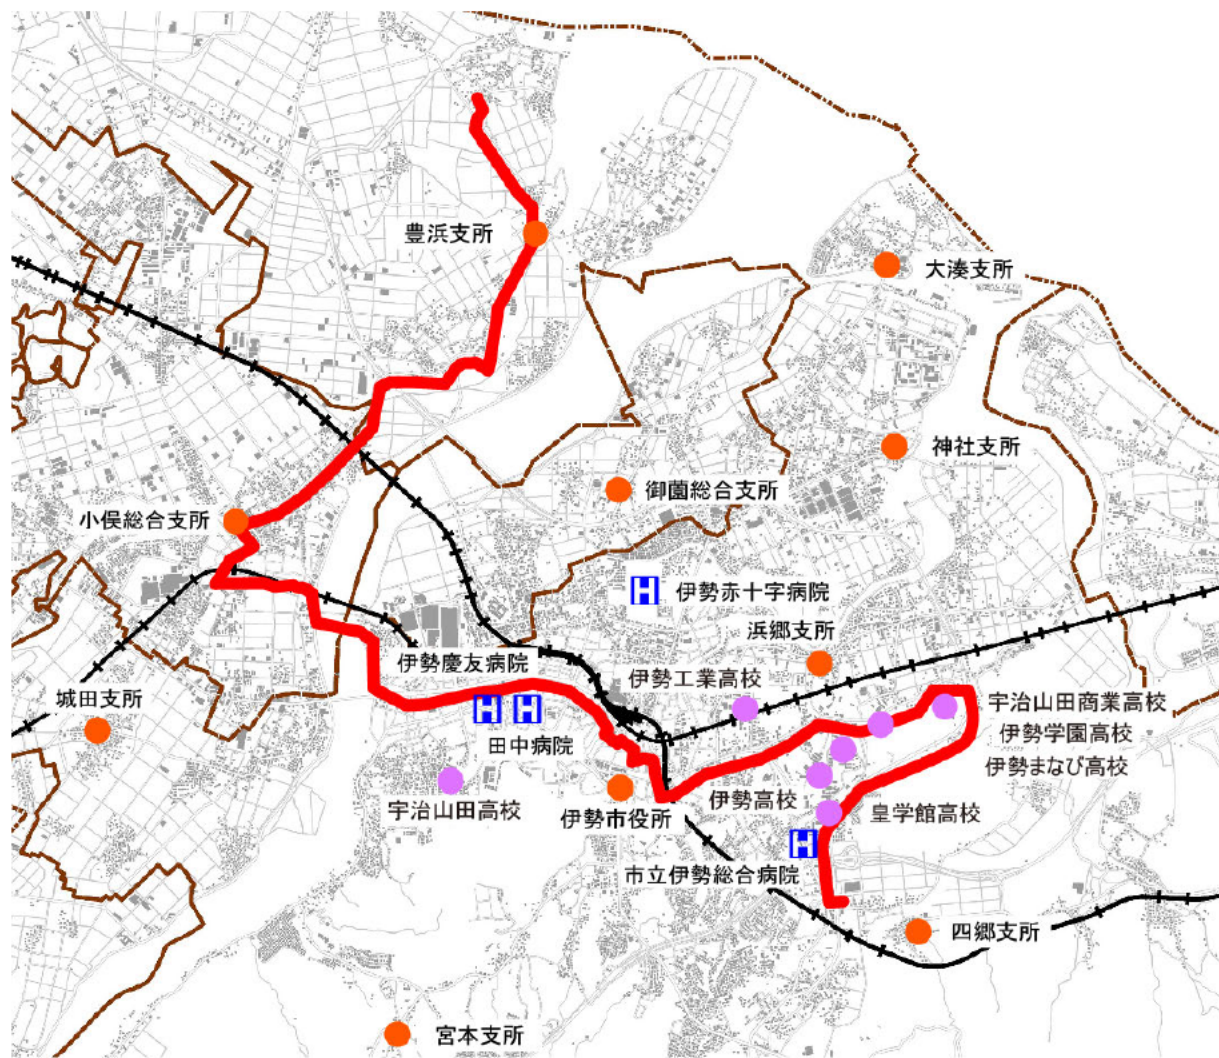 豊浜支所
大湊支所
神社支所
御薗総合支所
小俣総合支所
伊勢赤十字病院
浜郷支所
伊勢慶友病院
伊勢工業高校
城田支所
宇治山田商業高校
伊勢学園高校
田中病院
伊勢まなび高校
宇治山田高校
伊勢高校
伊勢市役所
皇学館高校
市立伊勢総合病院
四郷支所
宮本支所
H
H
H
H